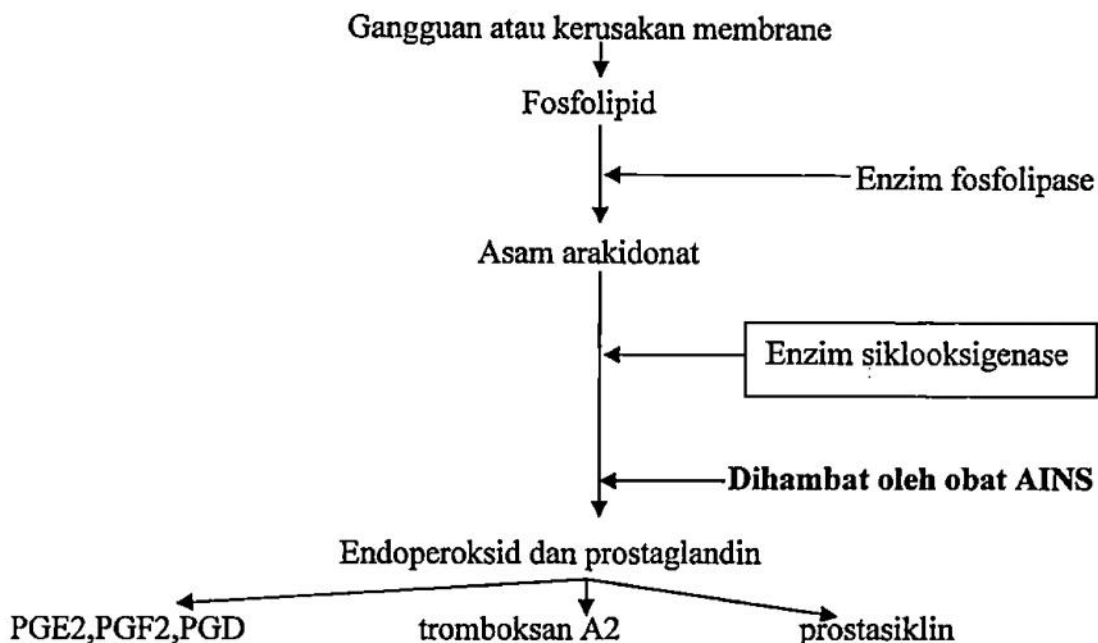 Gangguan atau kerusakan membrane
Fosfolipid
Enzim fosfolipase
Asam arakidonat
Enzim siklooksigenase
Dihambat oleh obat AINS
Endoperoksid dan prostaglandin
PGE2,PGF2,PGD tromboksan A2 prostasiklin